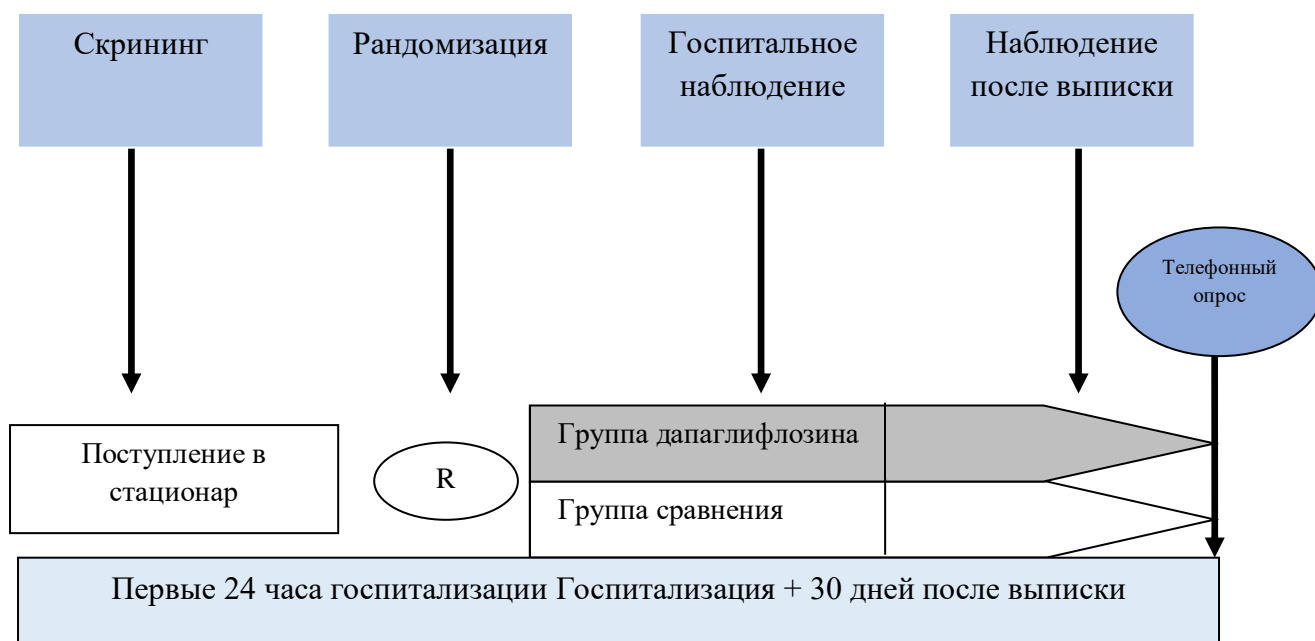 Скрининг
Рандомизация
Госпитальное
наблюдение
Наблюдение
после выписки
Телефонный
опрос
Поступление в
стационар
R
Группа дапаглифлозина
Группа сравнения
Первые 24 часа госпитализации Госпитализация + 30 дней после выписки